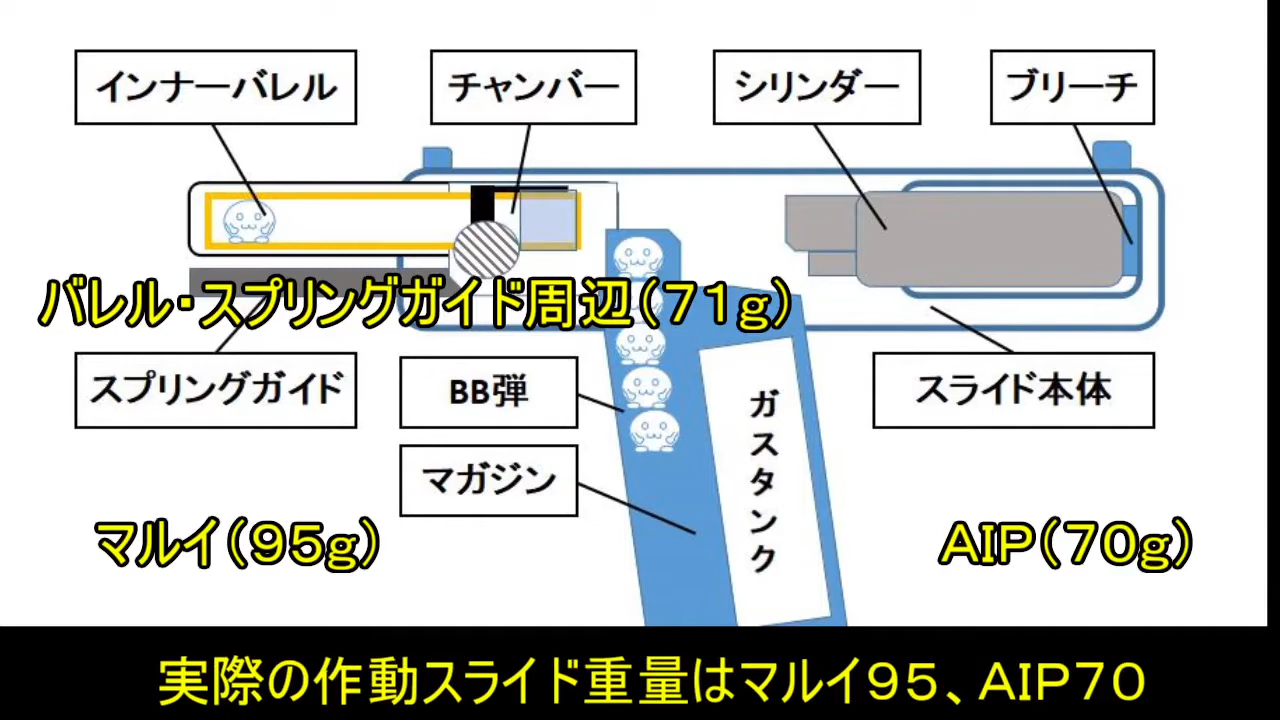 インナーバレル
チャンバー
シリンダー
ブリーチ
バレル・スプリングガイド周辺(71g)
スプリングガイド
BB弾
スライド本体
マガジン
ガスタンク
マルイ(95g)
AIP(70g)
実際の作動スライド重量はマルイ95、AIP70